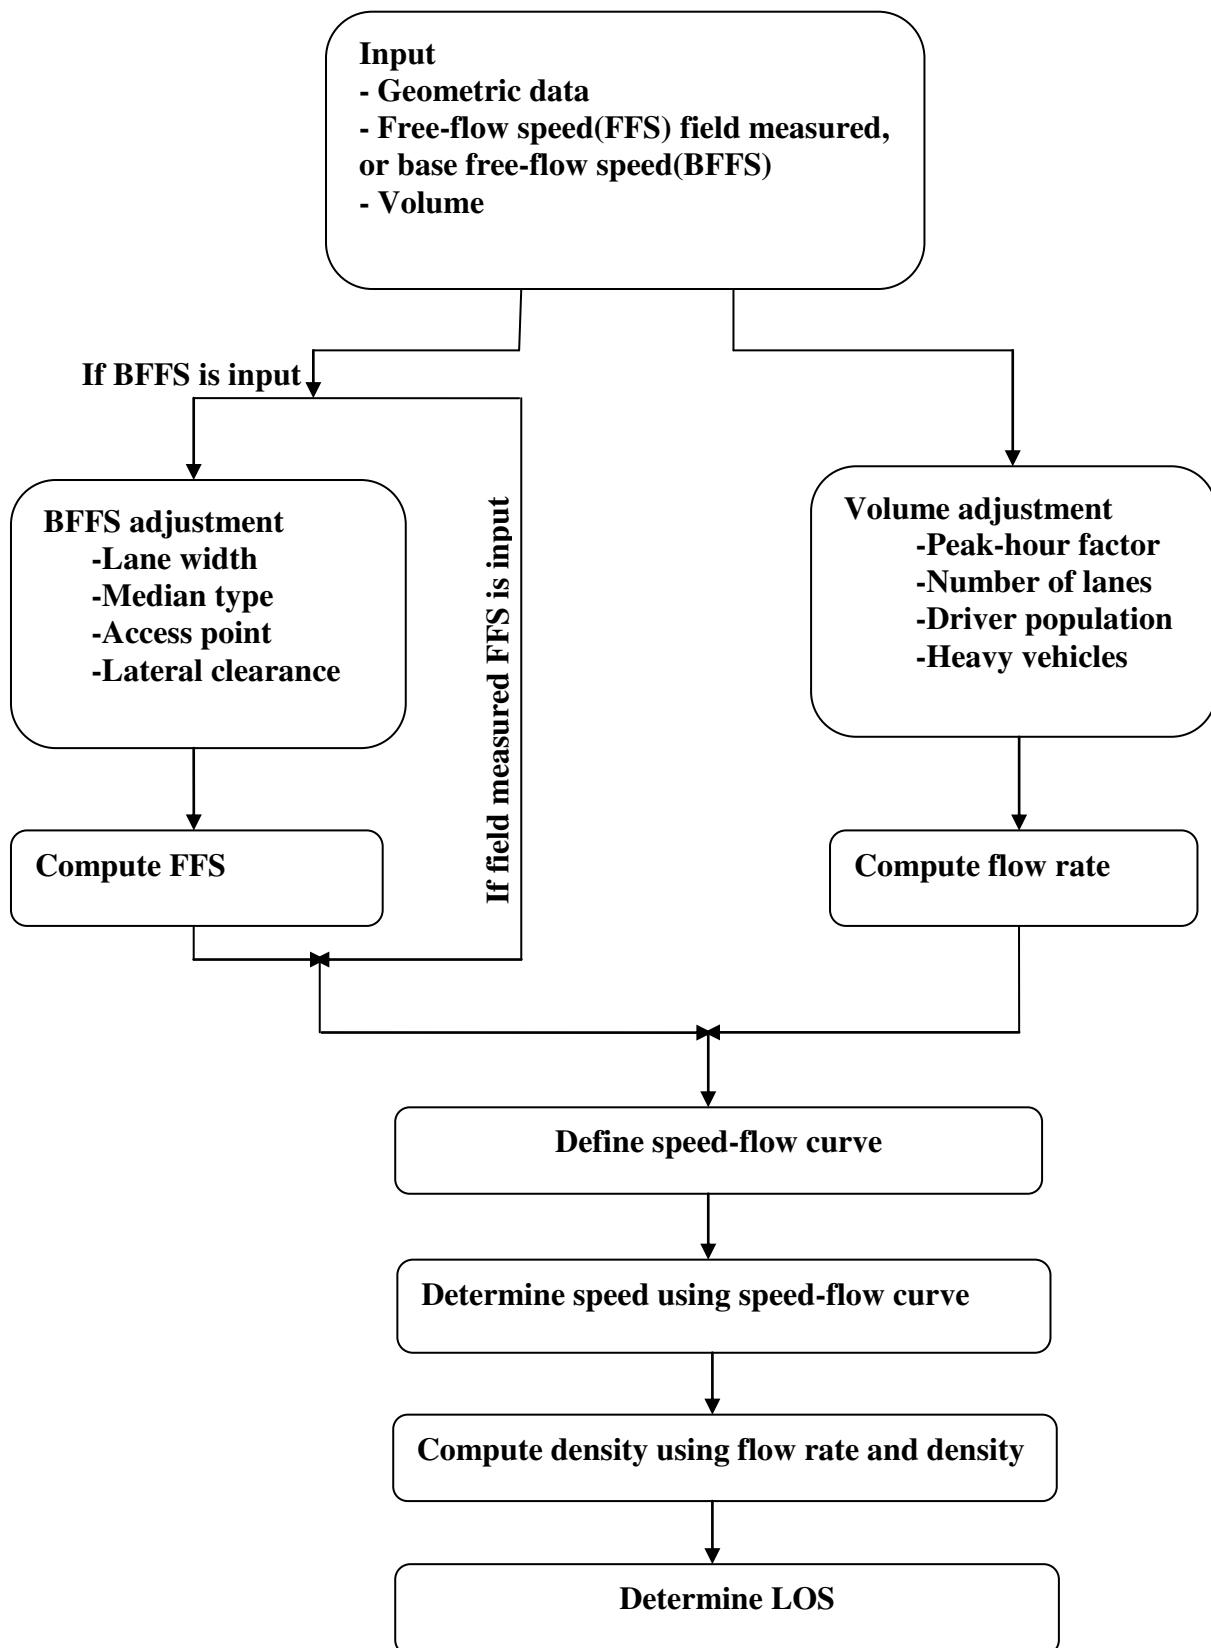 Input
- Geometric data
- Free-flow speed(FFS) field measured,
or base free-flow speed(BFFS)
- Volume
If BFFS is input
BFFS adjustment
-Lane width
-Median type
-Access point
-Lateral clearance
If field measured FFS is input
Volume adjustment
-Peak-hour factor
-Number of lanes
-Driver population
-Heavy vehicles
Compute FFS
Compute flow rate
Define speed-flow curve
Determine speed using speed-flow curve
Compute density using flow rate and density
Determine LOS